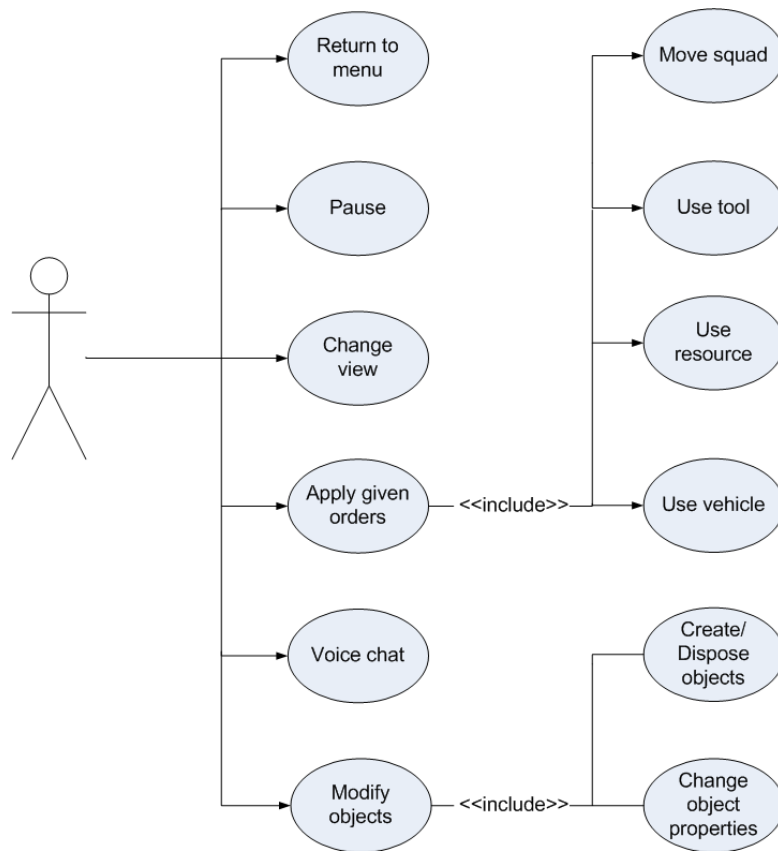 Return to
menu
Move squad
Pause
Use tool
Change
view
Use
resource
Apply given
orders
<<include>>
Use vehicle
Voice chat
Create/
Dispose
objects
Modify
objects
<<include>>
Change
object
properties